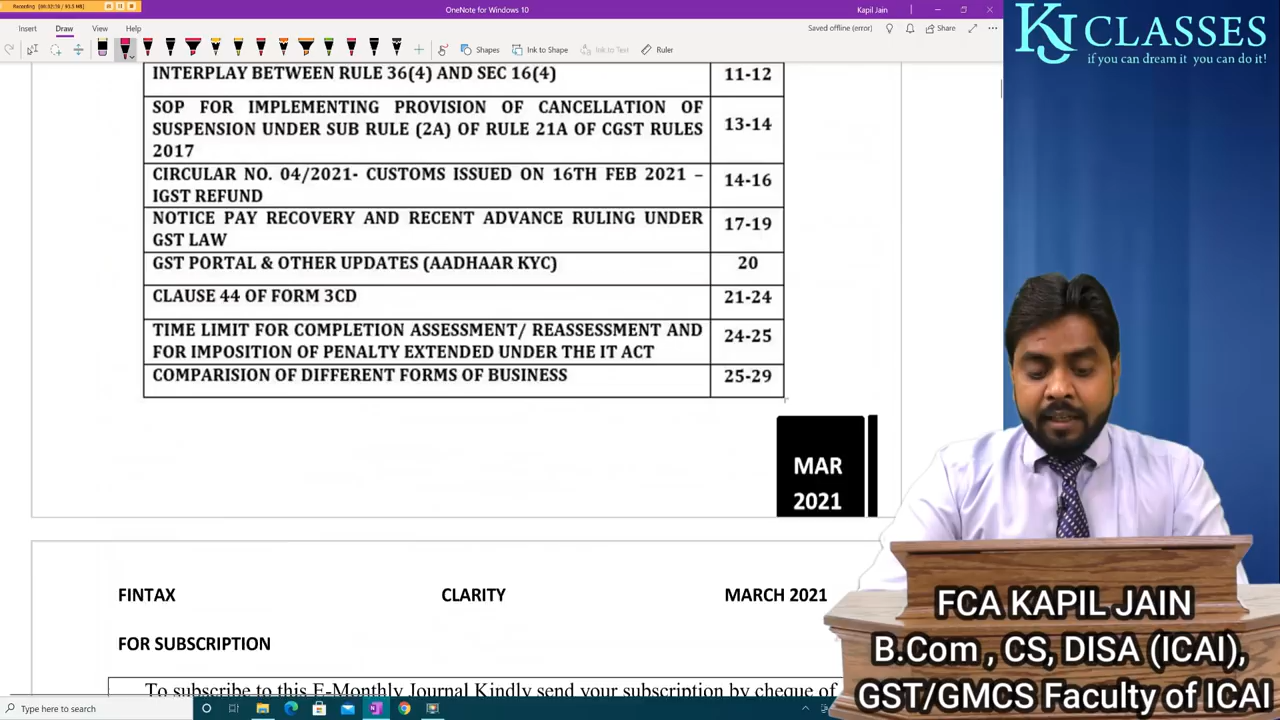 Recording
OneNote for Windows 10
Kapil Jain
Insert
Draw
View
Help
Saved offline (error)
Share
Shapes
Ink to Shape
Ink to Text
Ruler
KJ CLASSES
if you can dream it you can do it!
INTERPLAY BETWEEN RULE 36(4) AND SEC 16(4) 11-12
SOP FOR IMPLEMENTING PROVISION OF CANCELLATION OF
SUSPENSION UNDER SUB RULE (2A) OF RULE 21A OF CGST RULES
2017
13-14
CIRCULAR NO. 04/2021- CUSTOMS ISSUED ON 16TH FEB 2021 –
IGST REFUND
14-16
NOTICE PAY RECOVERY AND RECENT ADVANCE RULING UNDER
GST LAW
17-19
GST PORTAL & OTHER UPDATES (AADHAAR KYC) 20
CLAUSE 44 OF FORM 3CD 21-24
TIME LIMIT FOR COMPLETION ASSESSMENT/ REASSESSMENT AND
FOR IMPOSITION OF PENALTY EXTENDED UNDER THE IT ACT
24-25
COMPARISION OF DIFFERENT FORMS OF BUSINESS 25-29
MAR
2021
FINTAX CLARITY MARCH 2021
FOR SUBSCRIPTION
To subscribe to this E-Monthly Journal Kindly send your subscription by cheque of
FCA KAPIL JAIN
B.Com , CS, DISA (ICAI),
GST/GMCS Faculty of ICAI
Type here to search